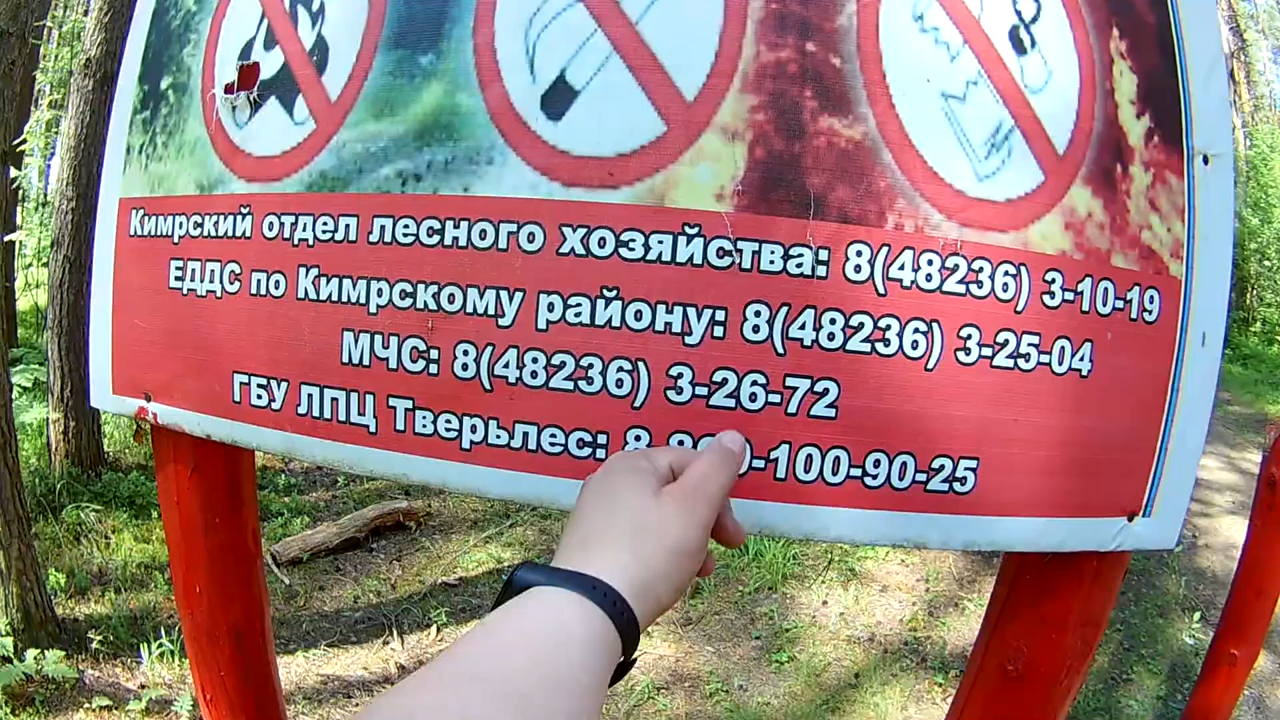 Кимрский отдел лесного хозяйства: 8(48236) 3-10-19
ЕДДС по Кимрскому району: 8(48236) 3-25-04
МЧС: 8(48236) 3-26-72
ГБУ ЛПЦ Тверьлес: